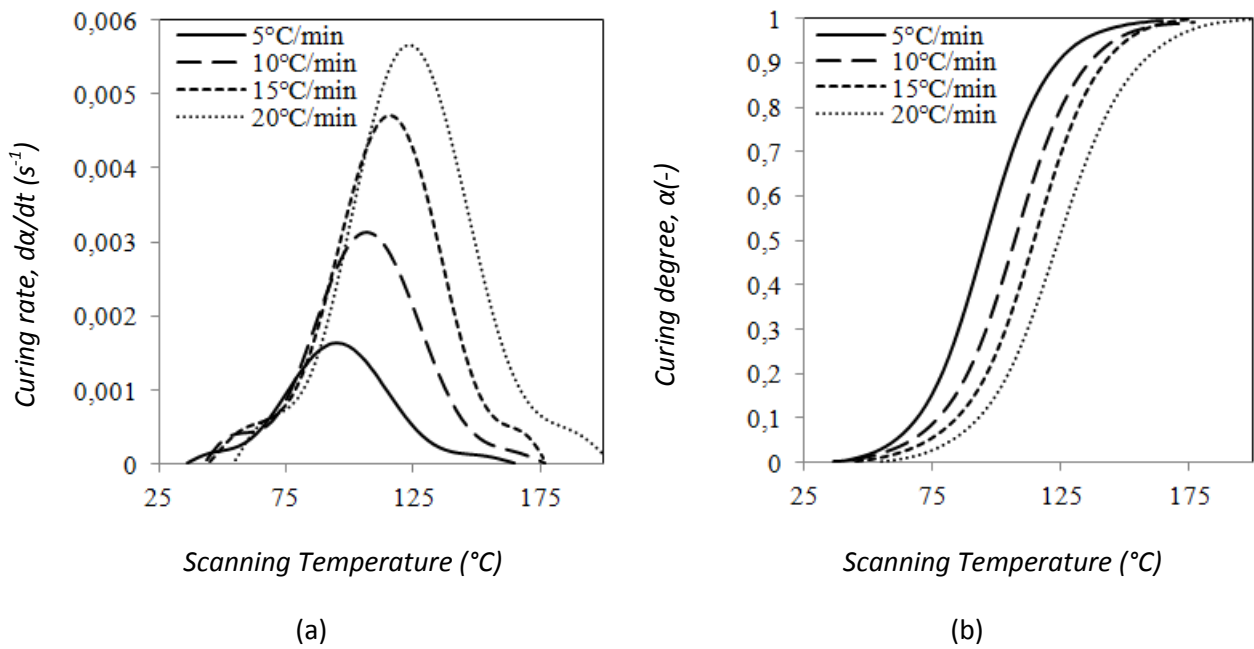 0,006
0,005
0,004
0,003
0,002
0,001
0
5°C/min
10°C/min
15°C/min
20°C/min
Curing rate, dα/dt (s-1)
25 75 125 175
Scanning Temperature (°C)
(a)
1
0,9
0,8
0,7
0,6
0,5
0,4
0,3
0,2
0,1
0
5°C/min
10°C/min
15°C/min
20°C/min
Curing degree, α(-)
25 75 125 175
Scanning Temperature (°C)
(b)